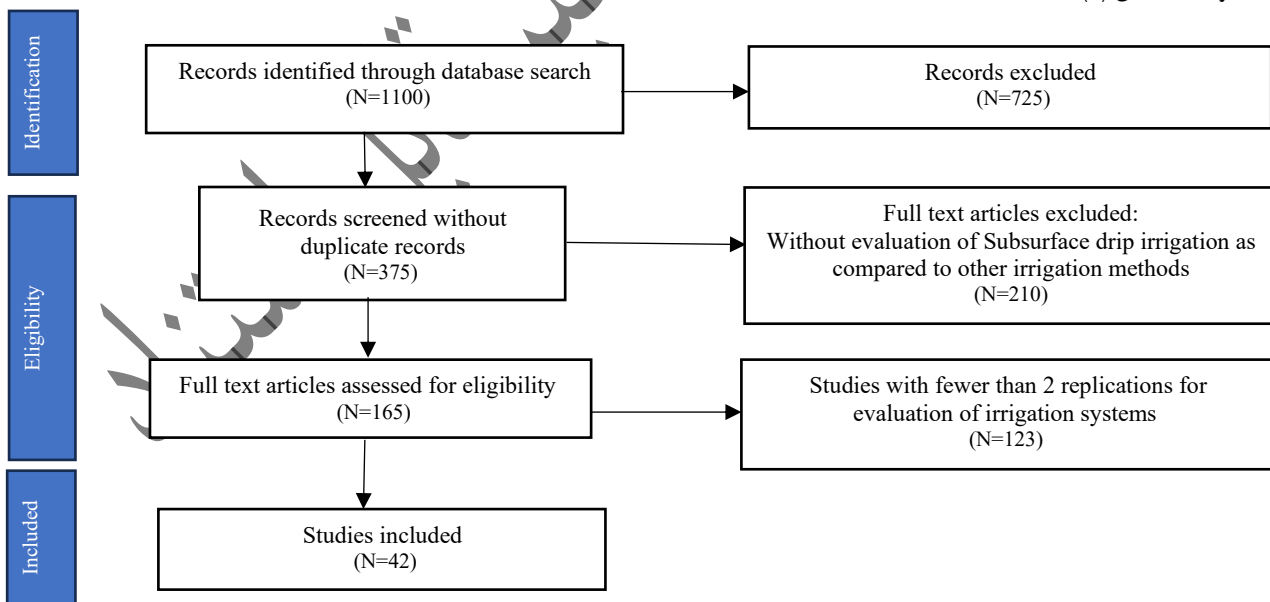 Identification
Records identified through database search
(N=1100)
Records excluded
(N=725)
Eligibility
Records screened without
duplicate records
(N=375)
Full text articles excluded:
Without evaluation of Subsurface drip irrigation as
compared to other irrigation methods
(N=210)
Full text articles assessed for eligibility
(N=165)
Studies with fewer than 2 replications for
evaluation of irrigation systems
(N=123)
Included
Studies included
(N=42)